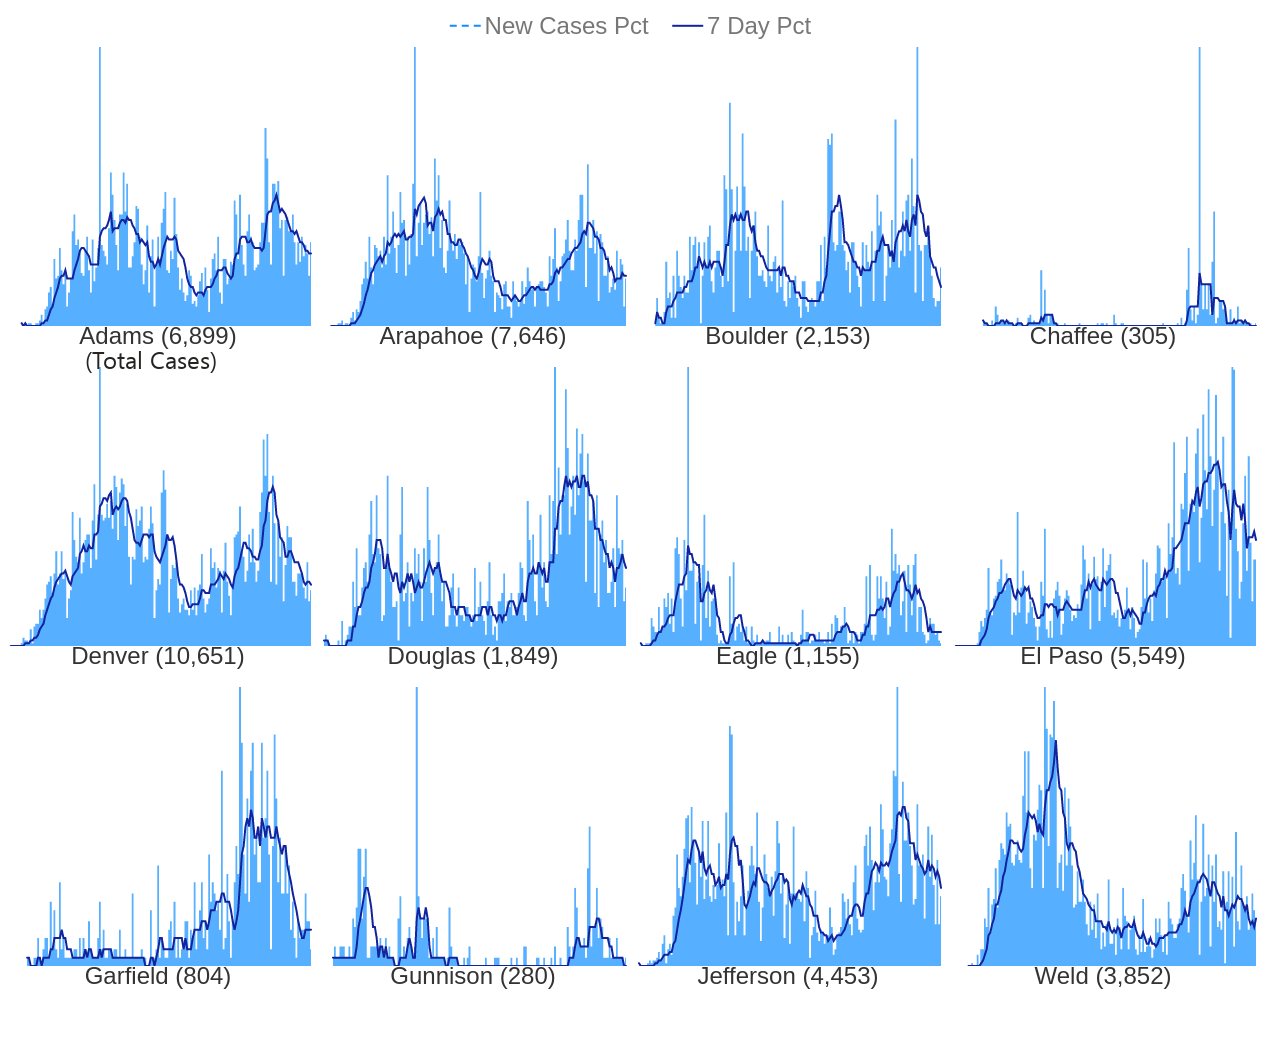 New Cases Pct 7 Day Pct
Adams (6,899) Arapahoe (7,646) Boulder (2,153) Chaffee (305)
(Total Cases)
Denver (10,651) Douglas (1,849) Eagle (1,155) El Paso (5,549)
Garfield (804) Gunnison (280) Jefferson (4,453) Weld (3,852)